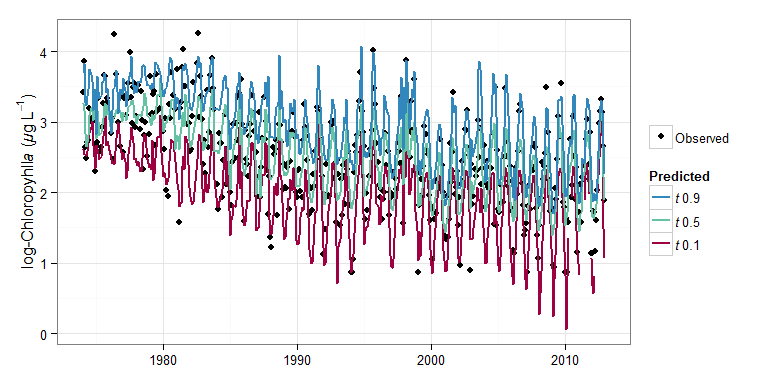 log-Chlorophylla (µg L⁻¹)
4
3
2
1
0
1980
1990
2000
2010
Observed
Predicted
τ 0.9
τ 0.5
τ 0.1